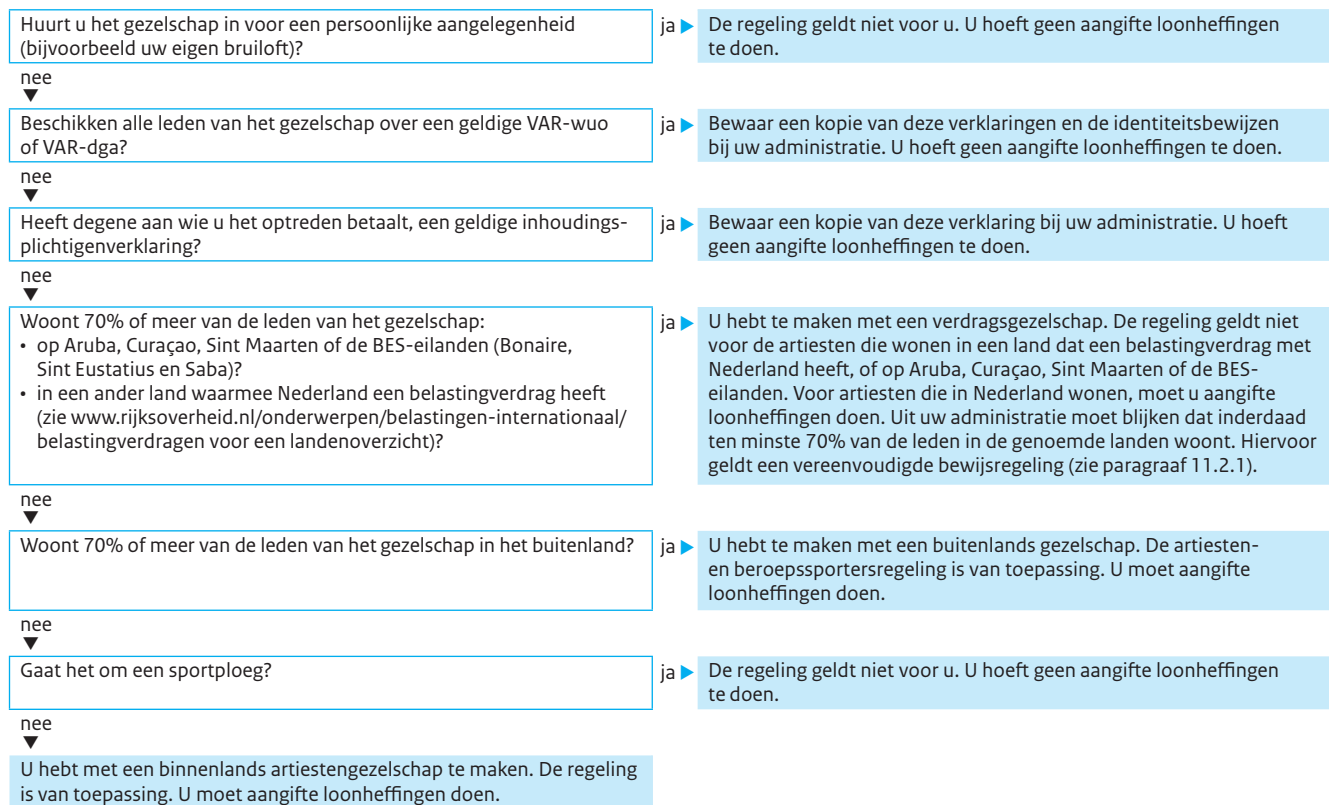 Huurt u het gezelschap in voor een persoonlijke aangelegenheid
(bijvoorbeeld uw eigen bruiloft)?
ja ▶
De regeling geldt niet voor u. U hoeft geen aangifte loonheffingen
te doen.
nee
▼
Beschikken alle leden van het gezelschap over een geldige VAR-wuo
of VAR-dga?
ja ▶
Bewaar een kopie van deze verklaringen en de identiteitsbewijzen
bij uw administratie. U hoeft geen aangifte loonheffingen te doen.
nee
▼
Heeft degene aan wie u het optreden betaalt, een geldige inhoudings-
plichtigenverklaring?
ja ▶
Bewaar een kopie van deze verklaring bij uw administratie. U hoeft
geen aangifte loonheffingen te doen.
nee
▼
Woont 70% of meer van de leden van het gezelschap:
• op Aruba, Curaçao, Sint Maarten of de BES-eilanden (Bonaire,
Sint Eustatius en Saba)?
• in een ander land waarmee Nederland een belastingverdrag heeft
(zie www.rijksoverheid.nl/onderwerpen/belastingen-internationaal/
belastingverdragen voor een landenoverzicht)?
ja ▶
U hebt te maken met een verdragsgezelschap. De regeling geldt niet
voor de artiesten die wonen in een land dat een belastingverdrag met
Nederland heeft, of op Aruba, Curaçao, Sint Maarten of de BES-
eilanden. Voor artiesten die in Nederland wonen, moet u aangifte
loonheffingen doen. Uit uw administratie moet blijken dat inderdaad
ten minste 70% van de leden in de genoemde landen woont. Hiervoor
geldt een vereenvoudigde bewijsregeling (zie paragraaf 11.2.1).
nee
▼
Woont 70% of meer van de leden van het gezelschap in het buitenland?
ja ▶
U hebt te maken met een buitenlands gezelschap. De artiesten-
en beroepssportersregeling is van toepassing. U moet aangifte
loonheffingen doen.
nee
▼
Gaat het om een sportploeg?
ja ▶
De regeling geldt niet voor u. U hoeft geen aangifte loonheffingen
te doen.
nee
▼
U hebt met een binnenlands artiestengezelschap te maken. De regeling
is van toepassing. U moet aangifte loonheffingen doen.